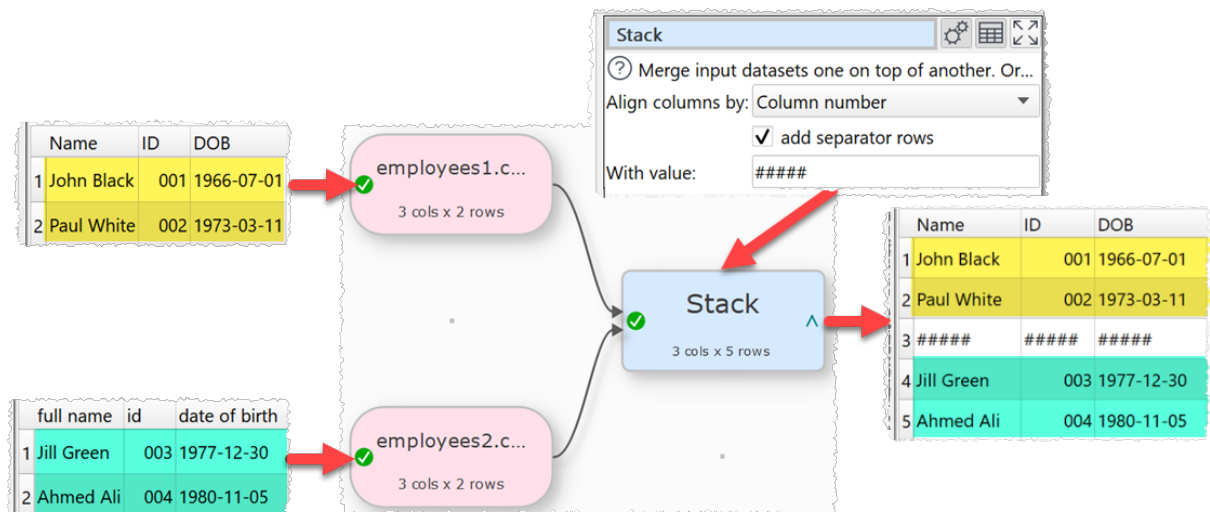 Stack
? Merge input datasets one on top of another. Or...
Align columns by: Column number
✓ add separator rows
With value: #####
Name ID DOB
1 John Black 001 1966-07-01
2 Paul White 002 1973-03-11
employees1.c...
3 cols x 2 rows
Stack
3 cols x 5 rows
Name ID DOB
1 John Black 001 1966-07-01
2 Paul White 002 1973-03-11
3 ##### ##### #####
4 Jill Green 003 1977-12-30
5 Ahmed Ali 004 1980-11-05
full name id date of birth
1 Jill Green 003 1977-12-30
2 Ahmed Ali 004 1980-11-05
employees2.c...
3 cols x 2 rows